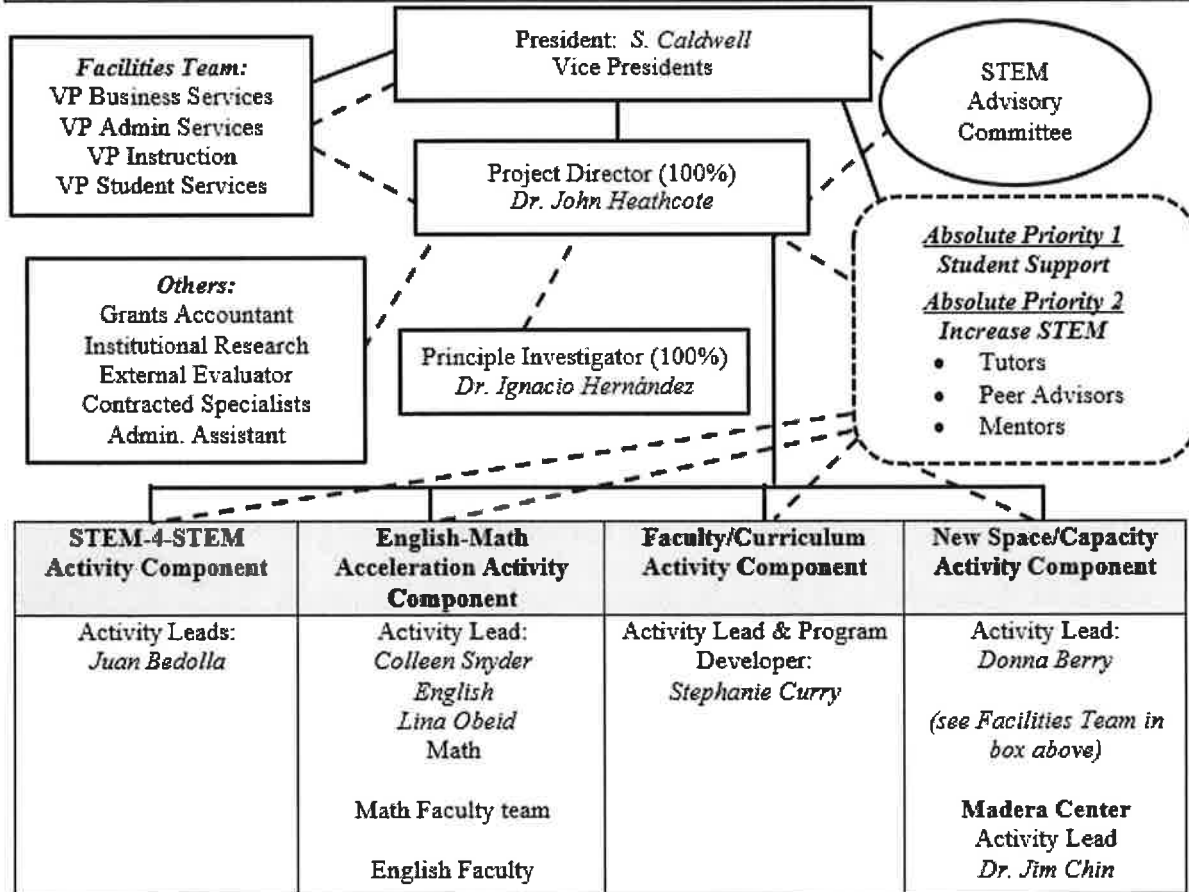 President: S. Caldwell
Vice Presidents
Facilities Team:
VP Business Services
VP Admin Services
VP Instruction
VP Student Services
STEM
Advisory
Committee
Project Director (100%)
Dr. John Heathcote
Others:
Grants Accountant
Institutional Research
External Evaluator
Contracted Specialists
Admin. Assistant
Principle Investigator (100%)
Dr. Ignacio Hernàndez
Absolute Priority 1
Student Support
Absolute Priority 2
Increase STEM
• Tutors
• Peer Advisors
• Mentors
STEM-4-STEM
Activity Component
Activity Leads:
Juan Bedolla
English-Math
Acceleration Activity
Component
Activity Lead:
Colleen Snyder
English
Lina Obeid
Math
Math Faculty team
English Faculty
Faculty/Curriculum
Activity Component
Activity Lead & Program
Developer:
Stephanie Curry
New Space/Capacity
Activity Component
Activity Lead:
Donna Berry
(see Facilities Team in
box above)
Madera Center
Activity Lead
Dr. Jim Chin